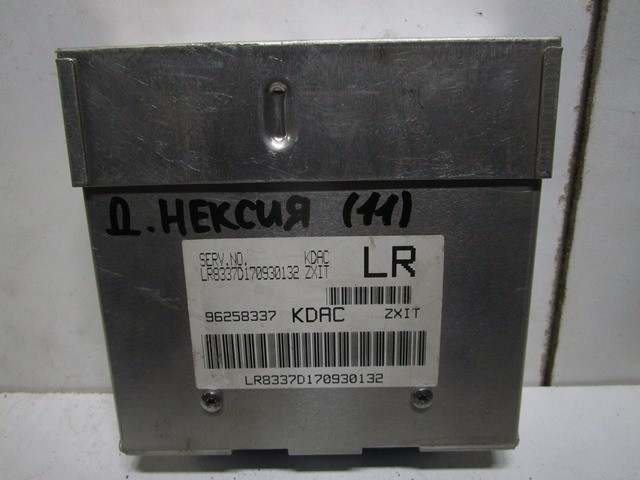 Д. НЕКСИЯ (11)
SERV.NO. KDAC
LR8337D170930132 ZXIT
LR
96258337 KDAC ZXIT
LR8337D170930132